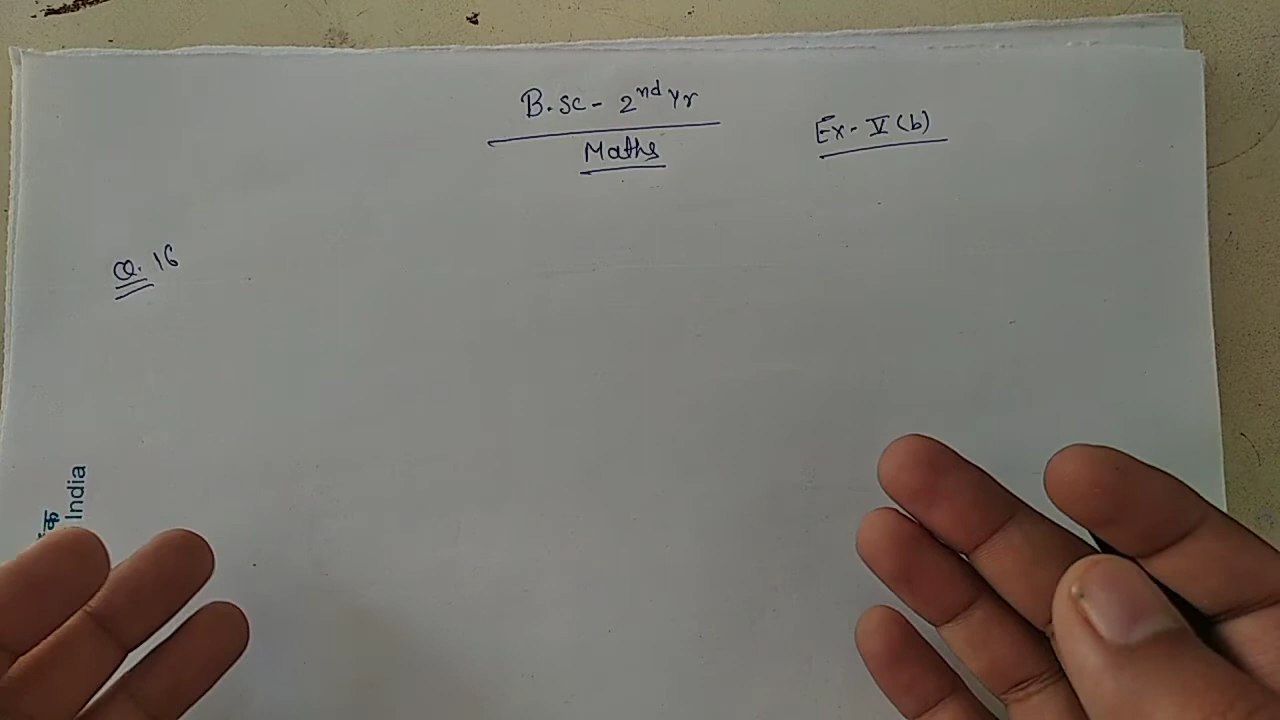 B.Sc - 2nd yr
Maths
Ex - V (b)
Q. 16
India